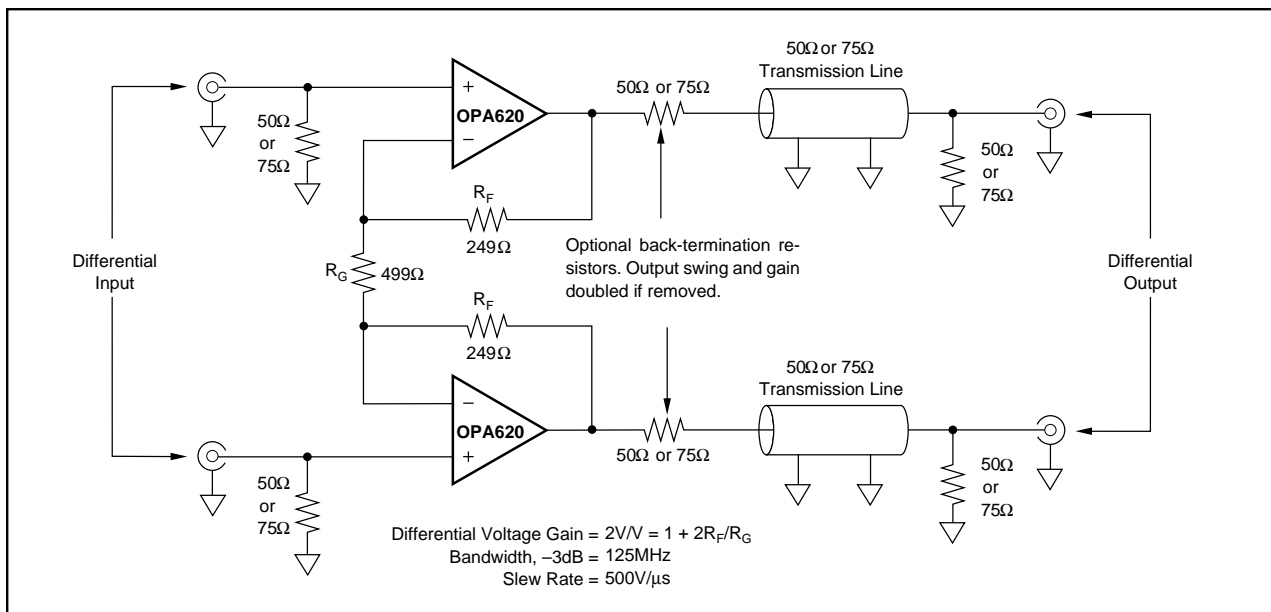 50Ω or 75Ω
Transmission Line
50Ω or 75Ω
+
OPA620
–
50Ω
or
75Ω
50Ω
or
75Ω
R_F
249Ω
Optional back-termination re-
sistors. Output swing and gain
doubled if removed.
Differential
Input
R_G 499Ω
Differential
Output
R_F
249Ω
50Ω or 75Ω
Transmission Line
–
OPA620
+
50Ω or 75Ω
50Ω
or
75Ω
50Ω
or
75Ω
Differential Voltage Gain = 2V/V = 1 + 2R_F/R_G
Bandwidth, –3dB = 125MHz
Slew Rate = 500V/µs